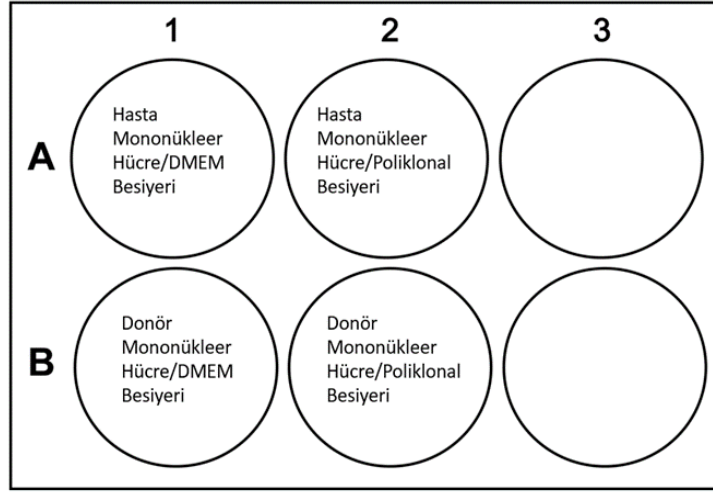 1 2 3
A
Hasta
Mononükleer
Hücre/DMEM
Besiyeri
Hasta
Mononükleer
Hücre/Poliklonal
Besiyeri
B
Donör
Mononükleer
Hücre/DMEM
Besiyeri
Donör
Mononükleer
Hücre/Poliklonal
Besiyeri